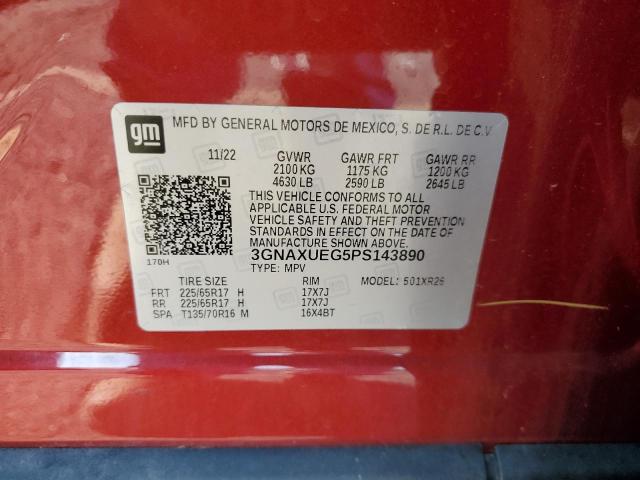 gm MFD BY GENERAL MOTORS DE MEXICO, S. DE R.L. DE C.V.
11/22 GVWR GAWR FRT GAWR RR
2100 KG 1175 KG 1200 KG
4630 LB 2590 LB 2645 LB
THIS VEHICLE CONFORMS TO ALL
APPLICABLE U.S. FEDERAL MOTOR
VEHICLE SAFETY AND THEFT PREVENTION
STANDARDS IN EFFECT ON THE DATE OF
MANUFACTURE SHOWN ABOVE.
170H 3GNAXUEG5PS143890
TYPE: MPV MODEL: 501XR26
TIRE SIZE RIM
FRT 225/65R17 H 17X7J
RR 225/65R17 H 17X7J
SPA T135/70R16 M 16X4BT